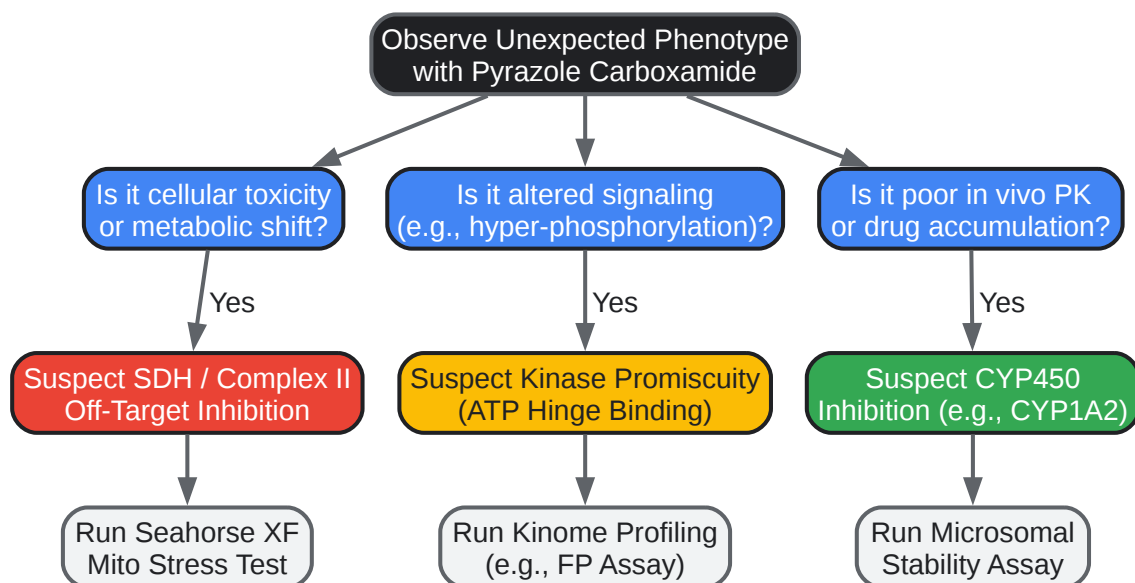 Observe Unexpected Phenotype
with Pyrazole Carboxamide
Is it cellular toxicity
or metabolic shift?
Is it altered signaling
(e.g., hyper-phosphorylation)?
Is it poor in vivo PK
or drug accumulation?
Yes
Yes
Yes
Suspect SDH / Complex II
Off-Target Inhibition
Suspect Kinase Promiscuity
(ATP Hinge Binding)
Suspect CYP450
Inhibition (e.g., CYP1A2)
Run Seahorse XF
Mito Stress Test
Run Kinome Profiling
(e.g., FP Assay)
Run Microsomal
Stability Assay